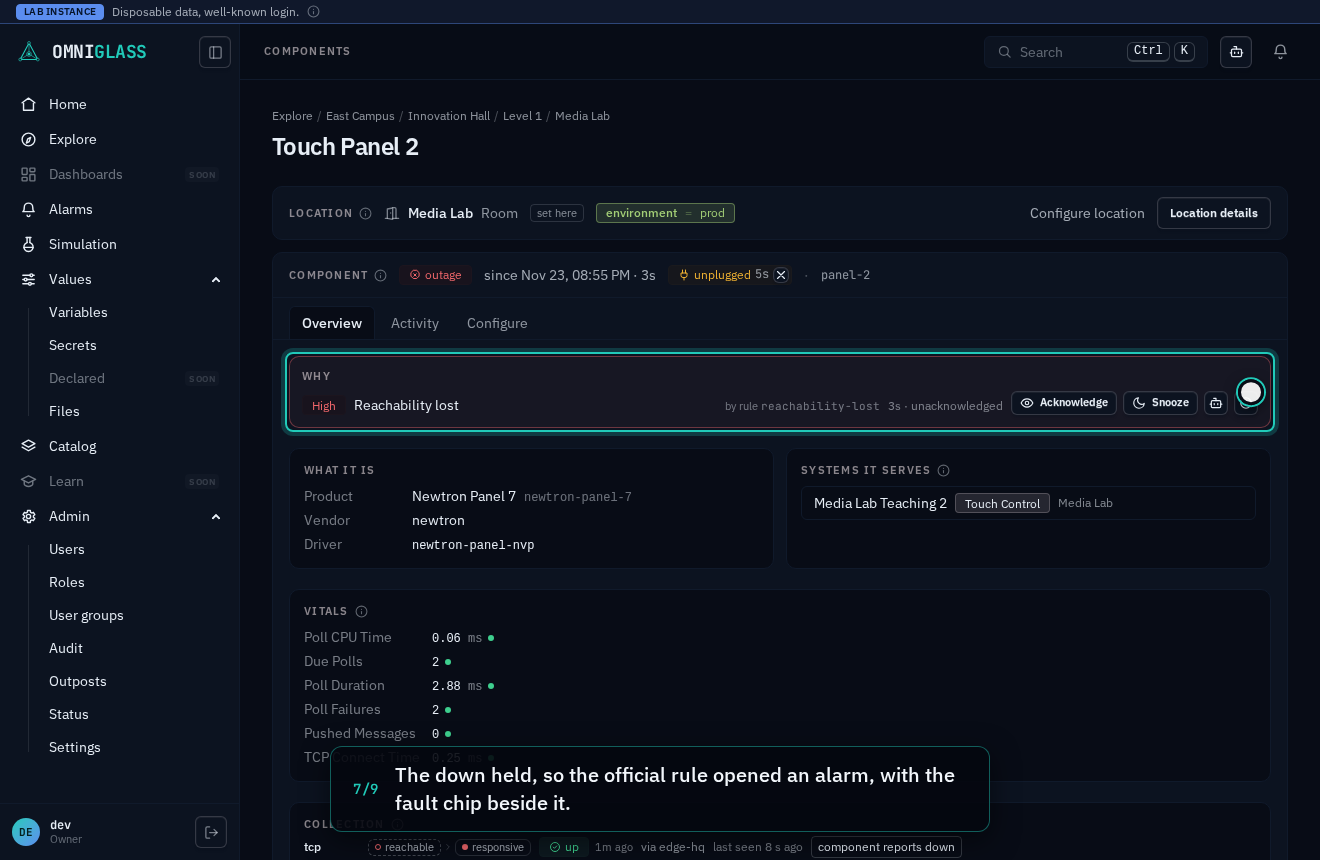 LAB INSTANCE Disposable data, well-known login.
OMNIGLASS
COMPONENTS
Search Ctrl K
Home
Explore
Dashboards SOON
Alarms
Simulation
Values
Variables
Secrets
Declared SOON
Files
Catalog
Learn SOON
Admin
Users
Roles
User groups
Audit
Outposts
Status
Settings
DE dev
Owner
Explore / East Campus / Innovation Hall / Level 1 / Media Lab
Touch Panel 2
LOCATION Media Lab Room set here environment = prod Configure location Location details
COMPONENT outage since Nov 23, 08:55 PM · 3s unplugged 5s · panel-2
Overview Activity Configure
WHY
High Reachability lost by rule reachability-lost 3s · unacknowledged Acknowledge Snooze
WHAT IT IS
Product Newtron Panel 7 newtron-panel-7
Vendor newtron
Driver newtron-panel-nvp
SYSTEMS IT SERVES
Media Lab Teaching 2 Touch Control Media Lab
VITALS
Poll CPU Time 0.06 ms
Due Polls 2
Poll Duration 2.88 ms
Poll Failures 2
Pushed Messages 0
TCP Connect Time 0.25 ms
7/9 The down held, so the official rule opened an alarm, with the
fault chip beside it.
COLLECTION
tcp reachable › responsive up 1m ago via edge-hq last seen 8 s ago component reports down